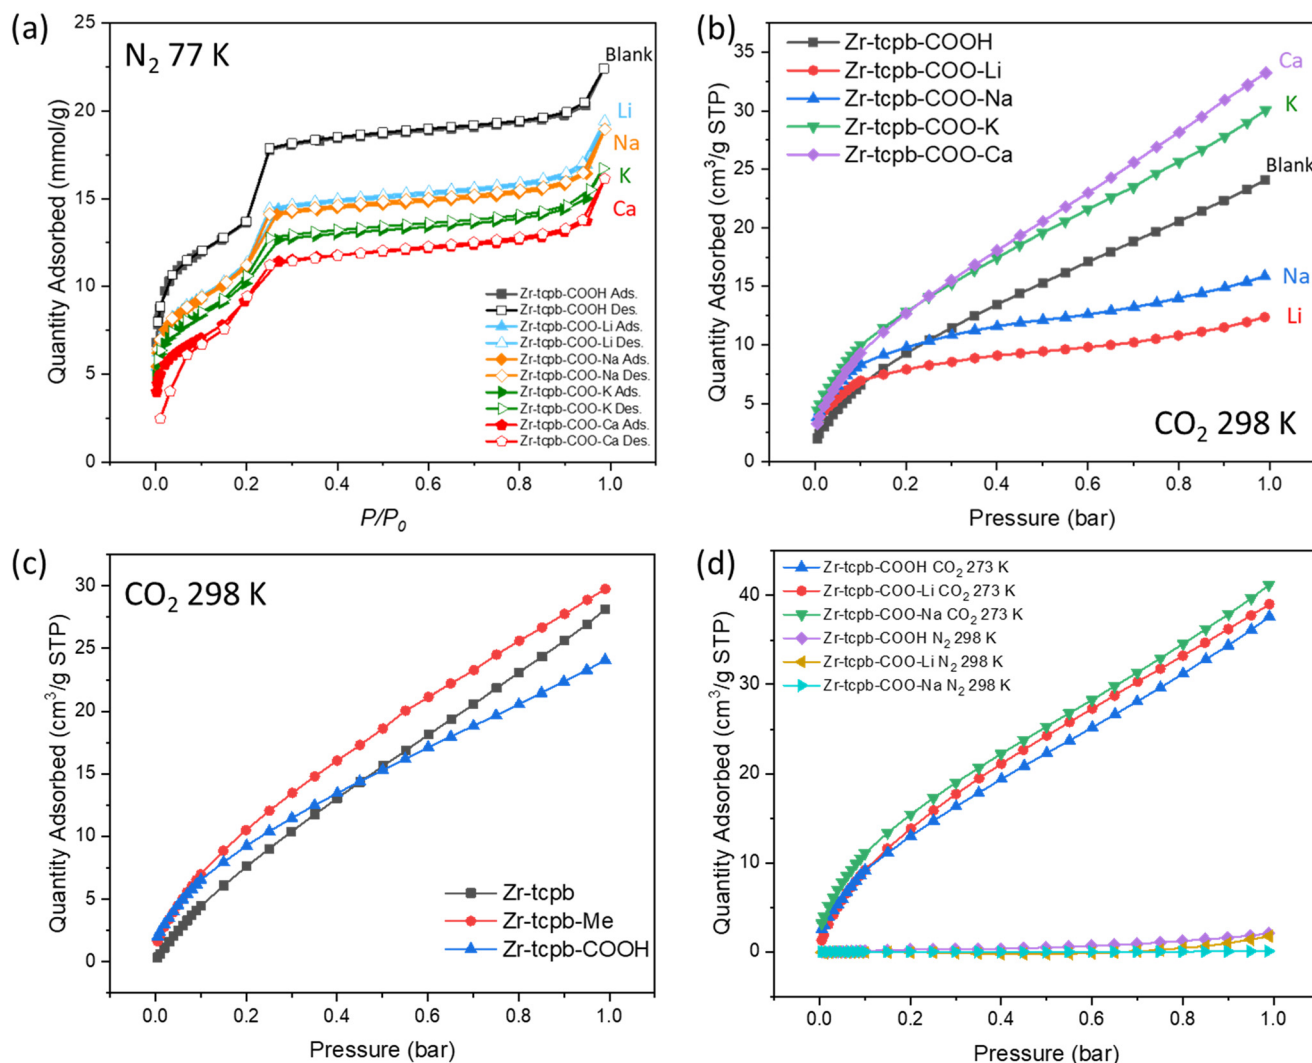 (a)
N₂ 77 K
Quantity Adsorbed (mmol/g)
25
20
15
10
5
0
Blank
Li
Na
K
Ca
Zr-tcpb-COOH Ads.
Zr-tcpb-COOH Des.
Zr-tcpb-COO-Li Ads.
Zr-tcpb-COO-Li Des.
Zr-tcpb-COO-Na Ads.
Zr-tcpb-COO-Na Des.
Zr-tcpb-COO-K Ads.
Zr-tcpb-COO-K Des.
Zr-tcpb-COO-Ca Ads.
Zr-tcpb-COO-Ca Des.
0.0 0.2 0.4 0.6 0.8 1.0
P/P₀
(b)
Quantity Adsorbed (cm³/g STP)
35
30
25
20
15
10
5
0
Zr-tcpb-COOH
Zr-tcpb-COO-Li
Zr-tcpb-COO-Na
Zr-tcpb-COO-K
Zr-tcpb-COO-Ca
Ca
K
Blank
Na
Li
CO₂ 298 K
0.0 0.2 0.4 0.6 0.8 1.0
Pressure (bar)
(c)
CO₂ 298 K
Quantity Adsorbed (cm³/g STP)
30
25
20
15
10
5
0
Zr-tcpb
Zr-tcpb-Me
Zr-tcpb-COOH
0.0 0.2 0.4 0.6 0.8 1.0
Pressure (bar)
(d)
Quantity Adsorbed (cm³/g STP)
40
30
20
10
0
Zr-tcpb-COOH CO₂ 273 K
Zr-tcpb-COO-Li CO₂ 273 K
Zr-tcpb-COO-Na CO₂ 273 K
Zr-tcpb-COOH N₂ 298 K
Zr-tcpb-COO-Li N₂ 298 K
Zr-tcpb-COO-Na N₂ 298 K
0.0 0.2 0.4 0.6 0.8 1.0
Pressure (bar)